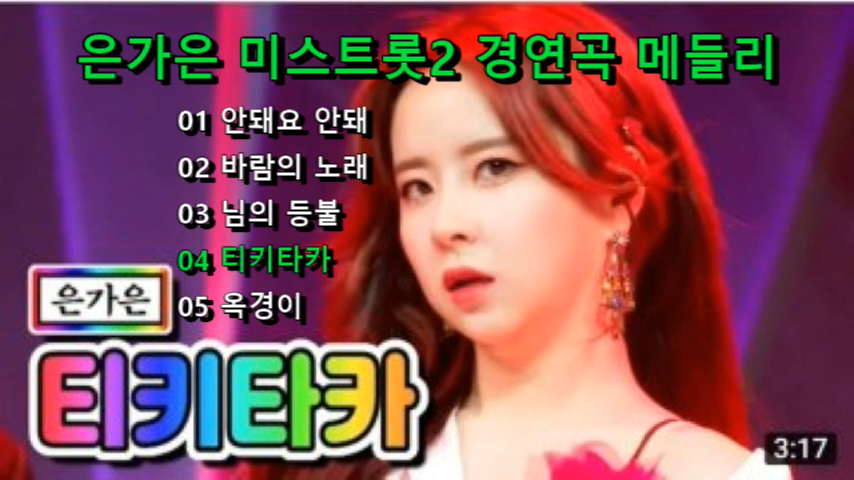 은가은 미스트롯2 경연곡 메들리
01 안돼요 안돼
02 바람의 노래
03 님의 등불
04 티키타카
05 옥경이
은가은
티키타카
3:17